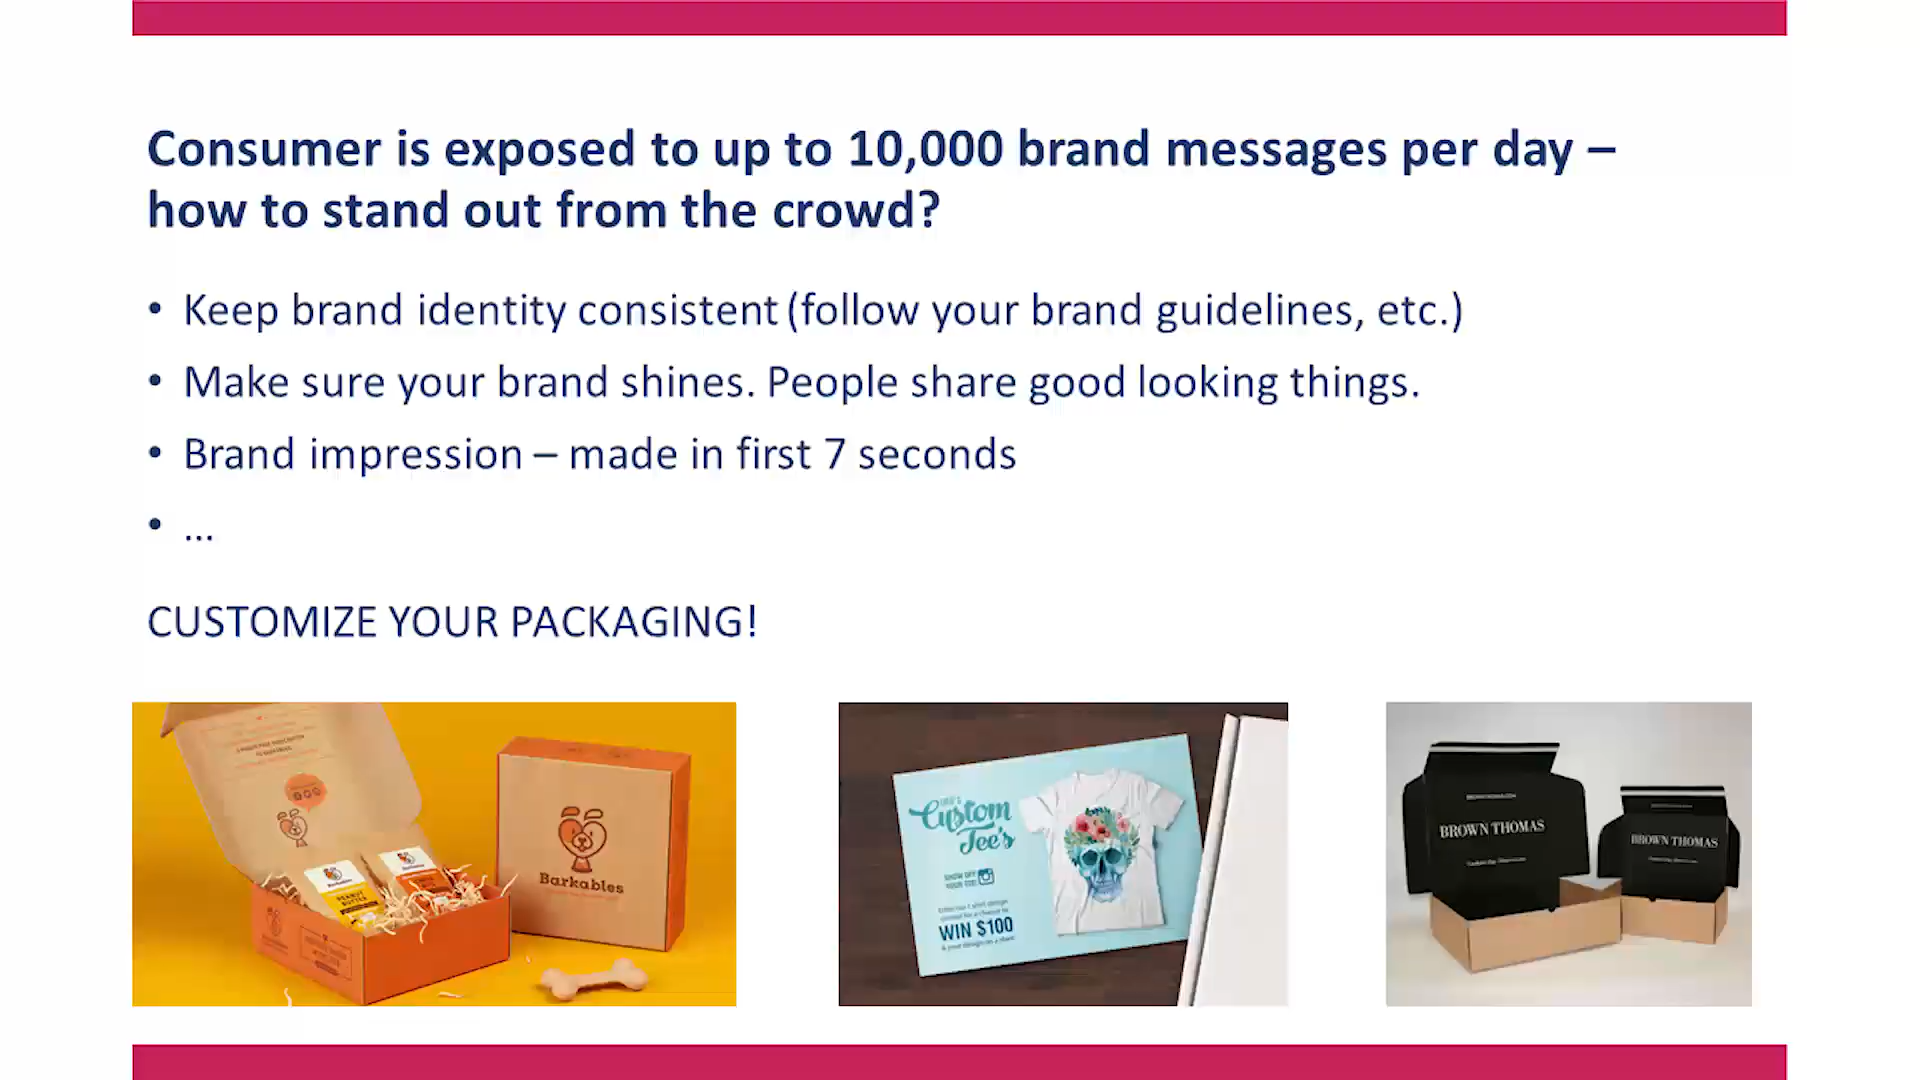 Consumer is exposed to up to 10,000 brand messages per day –
how to stand out from the crowd?
• Keep brand identity consistent (follow your brand guidelines, etc.)
• Make sure your brand shines. People share good looking things.
• Brand impression – made in first 7 seconds
• ...
CUSTOMIZE YOUR PACKAGING!
Barkables
PEANUT
BUTTER
Custom
Tee's
SHOW OFF
YOUR TEE!
WIN $100
BROWN THOMAS
BROWN THOMAS